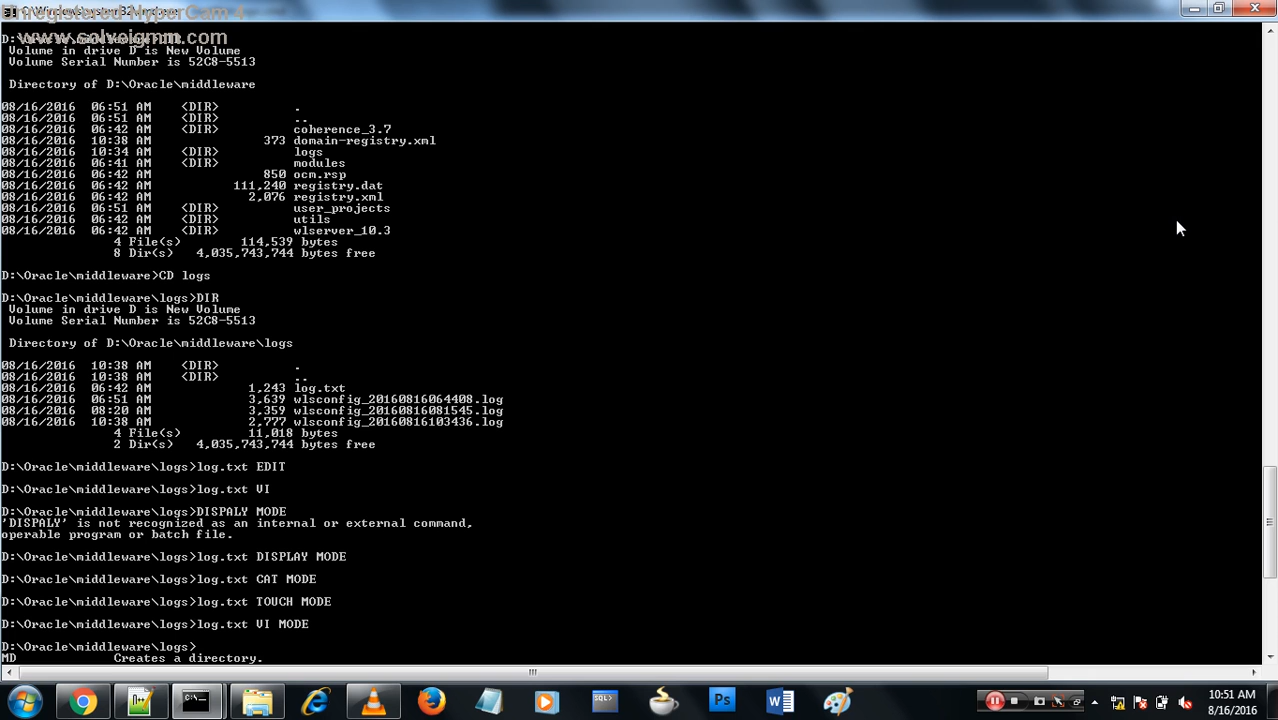 Unregistered HyperCam 4
www.solveigmm.com
Volume in drive D is New Volume
Volume Serial Number is 52C8-5513
Directory of D:\Oracle\middleware
08/16/2016 06:51 AM <DIR> .
08/16/2016 06:51 AM <DIR> ..
08/16/2016 06:42 AM <DIR> coherence_3.7
08/16/2016 10:38 AM 373 domain-registry.xml
08/16/2016 10:34 AM <DIR> logs
08/16/2016 06:41 AM <DIR> modules
08/16/2016 06:42 AM 850 ocm.rsp
08/16/2016 06:42 AM 111,240 registry.dat
08/16/2016 06:42 AM 2,076 registry.xml
08/16/2016 06:51 AM <DIR> user_projects
08/16/2016 06:42 AM <DIR> utils
08/16/2016 06:42 AM <DIR> wlserver_10.3
4 File(s) 114,539 bytes
8 Dir(s) 4,035,743,744 bytes free
D:\Oracle\middleware>CD logs
D:\Oracle\middleware\logs>DIR
Volume in drive D is New Volume
Volume Serial Number is 52C8-5513
Directory of D:\Oracle\middleware\logs
08/16/2016 10:38 AM <DIR> .
08/16/2016 10:38 AM <DIR> ..
08/16/2016 06:42 AM 1,243 log.txt
08/16/2016 06:51 AM 3,639 wlsconfig_20160816064408.log
08/16/2016 08:20 AM 3,359 wlsconfig_20160816081545.log
08/16/2016 10:38 AM 2,777 wlsconfig_20160816103436.log
4 File(s) 11,018 bytes
2 Dir(s) 4,035,743,744 bytes free
D:\Oracle\middleware\logs>log.txt EDIT
D:\Oracle\middleware\logs>log.txt VI
D:\Oracle\middleware\logs>DISPALY MODE
'DISPALY' is not recognized as an internal or external command,
operable program or batch file.
D:\Oracle\middleware\logs>log.txt DISPLAY MODE
D:\Oracle\middleware\logs>log.txt CAT MODE
D:\Oracle\middleware\logs>log.txt TOUCH MODE
D:\Oracle\middleware\logs>log.txt VI MODE
D:\Oracle\middleware\logs>
MD Creates a directory.
C:\
SQL>
Ps
W
10:51 AM
8/16/2016